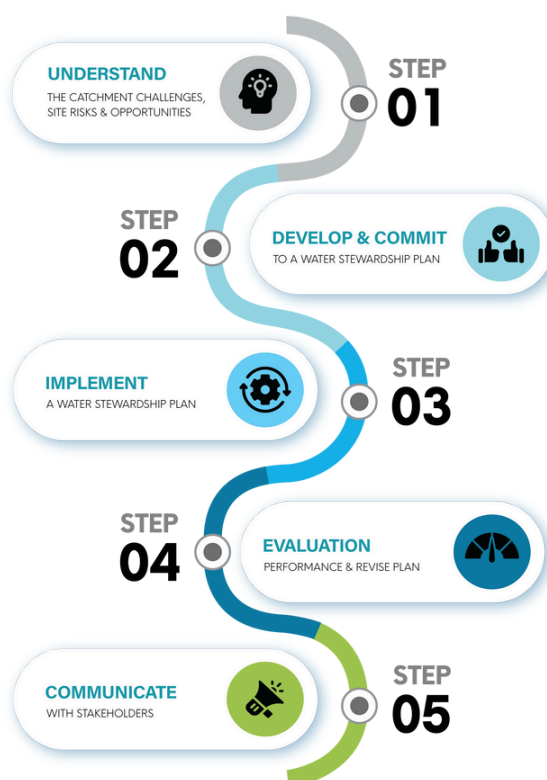 UNDERSTAND
THE CATCHMENT CHALLENGES,
SITE RISKS & OPPORTUNITIES
STEP
01
STEP
02
DEVELOP & COMMIT
TO A WATER STEWARDSHIP PLAN
IMPLEMENT
A WATER STEWARDSHIP PLAN
STEP
03
STEP
04
EVALUATION
PERFORMANCE & REVISE PLAN
COMMUNICATE
WITH STAKEHOLDERS
STEP
05